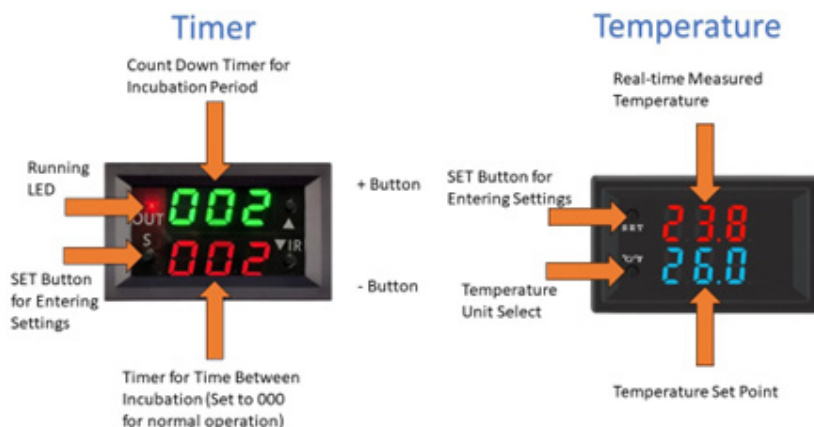 Timer
Count Down Timer for
Incubation Period
Running
LED
OUT
002
S
002
▼IR
▲
SET Button
for Entering
Settings
+ Button
- Button
Timer for Time Between
Incubation (Set to 000
for normal operation)
Temperature
Real-time Measured
Temperature
SET Button for
Entering Settings
SET
23.8
°C/°F
26.0
Temperature
Unit Select
Temperature Set Point